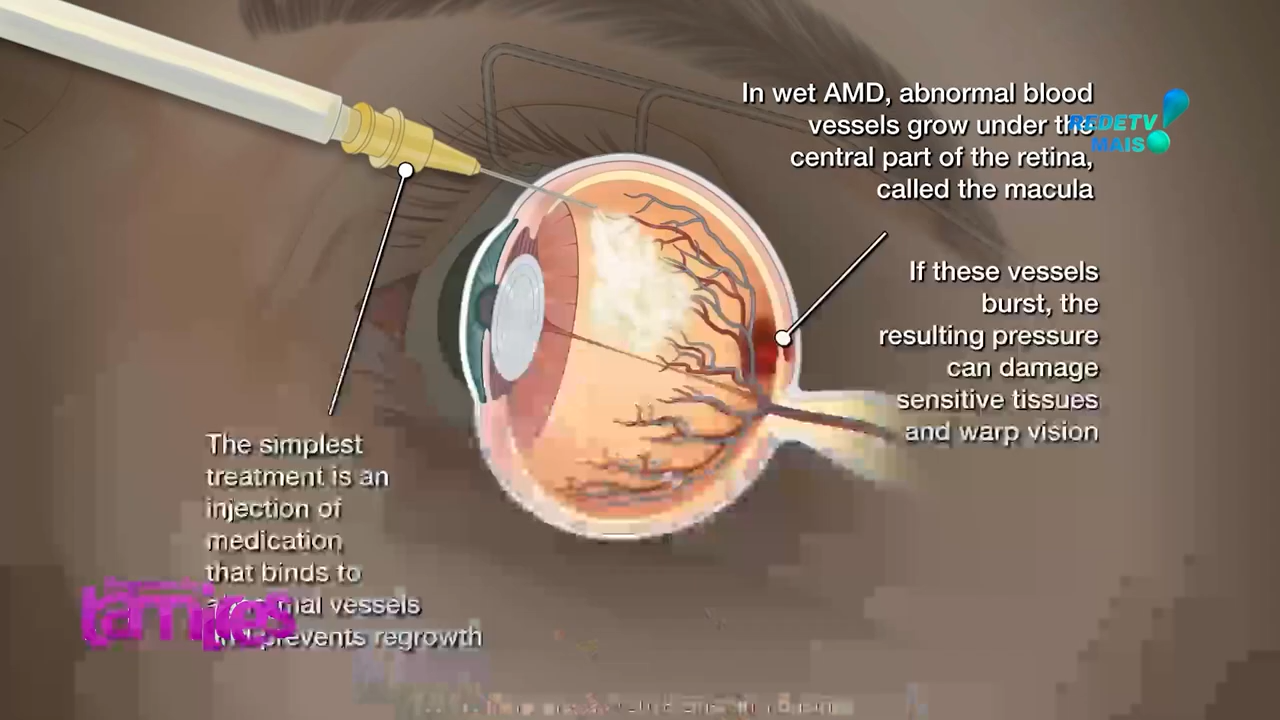 In wet AMD, abnormal blood
vessels grow under the
central part of the retina,
called the macula
REDETV
MAIS
If these vessels
burst, the
resulting pressure
can damage
sensitive tissues
and warp vision
The simplest
treatment is an
injection of
medication
that binds to
abnormal vessels
and prevents regrowth